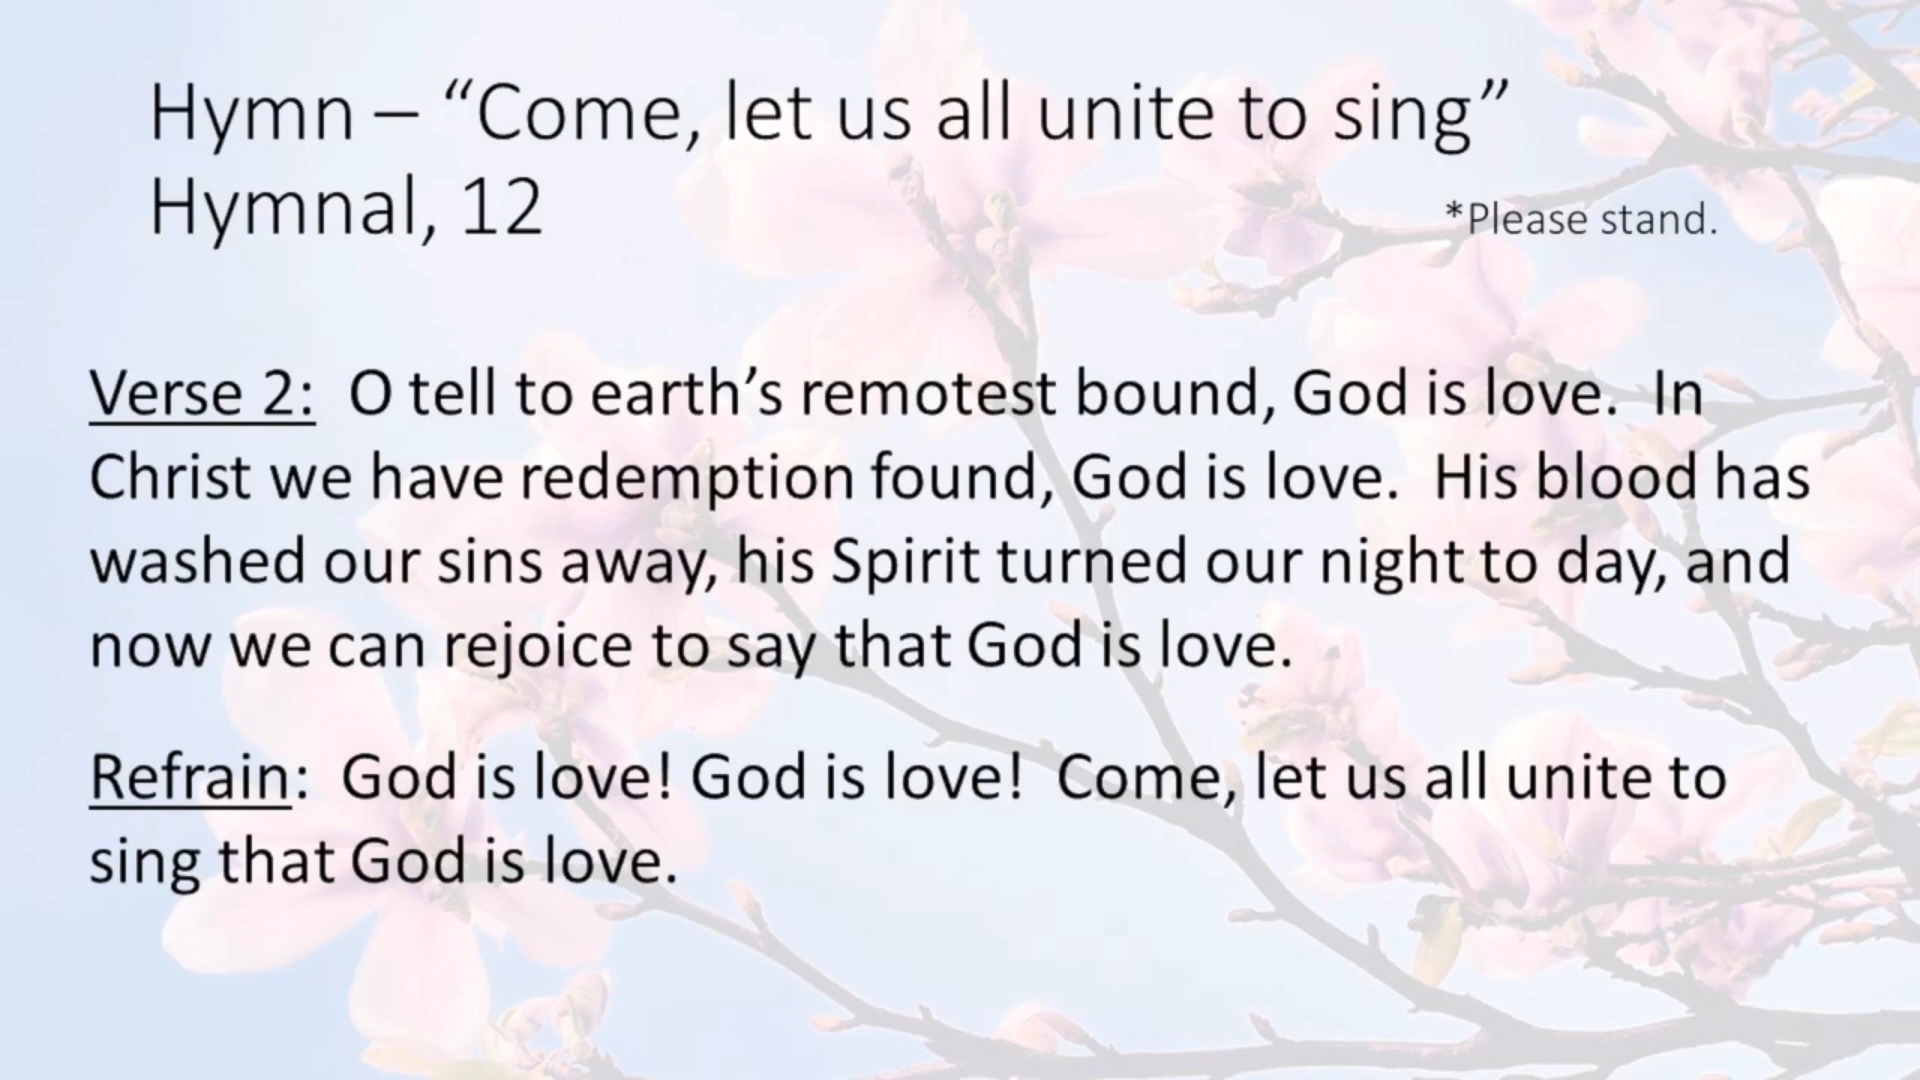 Hymn – “Come, let us all unite to sing”
Hymnal, 12
*Please stand.
Verse 2:  O tell to earth’s remotest bound, God is love.  In
Christ we have redemption found, God is love.  His blood has
washed our sins away, his Spirit turned our night to day, and
now we can rejoice to say that God is love.
Refrain:  God is love! God is love!  Come, let us all unite to
sing that God is love.